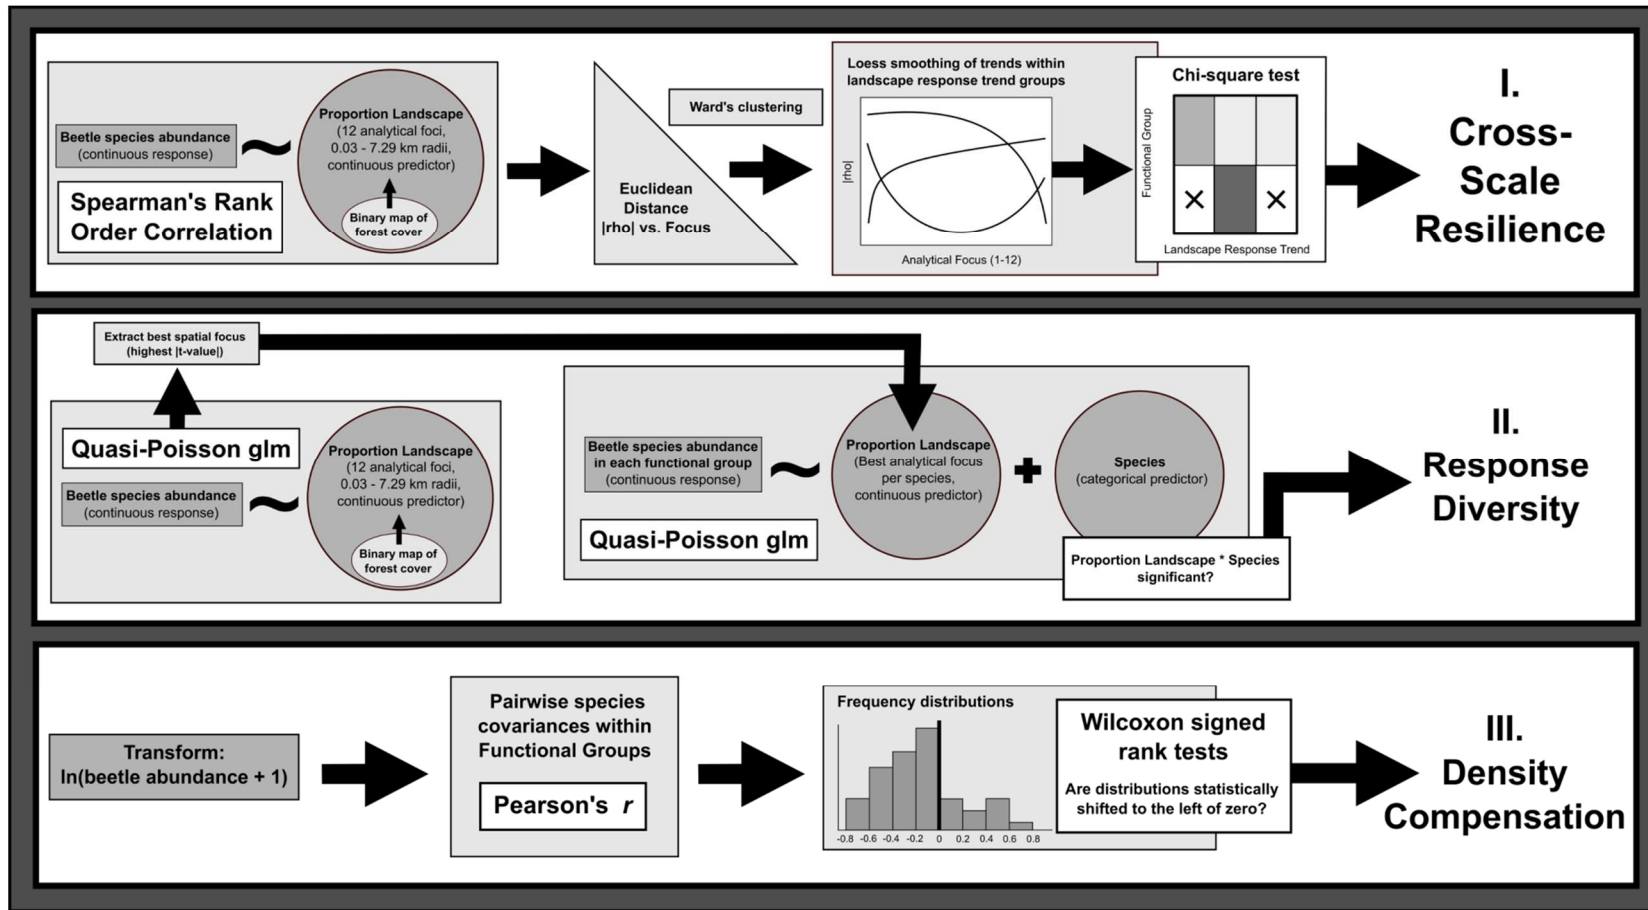 Beetle species abundance
(continuous response)
Spearman's Rank
Order Correlation
Proportion Landscape
(12 analytical foci,
0.03 - 7.29 km radii,
continuous predictor)
Binary map of
forest cover
Euclidean
Distance
|rho| vs. Focus
Ward's clustering
Loess smoothing of trends within
landscape response trend groups
|rho|
Analytical Focus (1-12)
Chi-square test
Functional Group
Landscape Response Trend
I.
Cross-
Scale
Resilience
Extract best spatial focus
(highest |t-value|)
Quasi-Poisson glm
Beetle species abundance
(continuous response)
Proportion Landscape
(12 analytical foci,
0.03 - 7.29 km radii,
continuous predictor)
Binary map of
forest cover
Beetle species abundance
in each functional group
(continuous response)
Quasi-Poisson glm
Proportion Landscape
(Best analytical focus
per species,
continuous predictor)
Species
(categorical predictor)
Proportion Landscape * Species
significant?
II.
Response
Diversity
Transform:
ln(beetle abundance + 1)
Pairwise species
covariances within
Functional Groups
Pearson's r
Frequency distributions
-0.8 -0.6 -0.4 -0.2 0 0.2 0.4 0.6 0.8
Wilcoxon signed
rank tests
Are distributions statistically
shifted to the left of zero?
III.
Density
Compensation